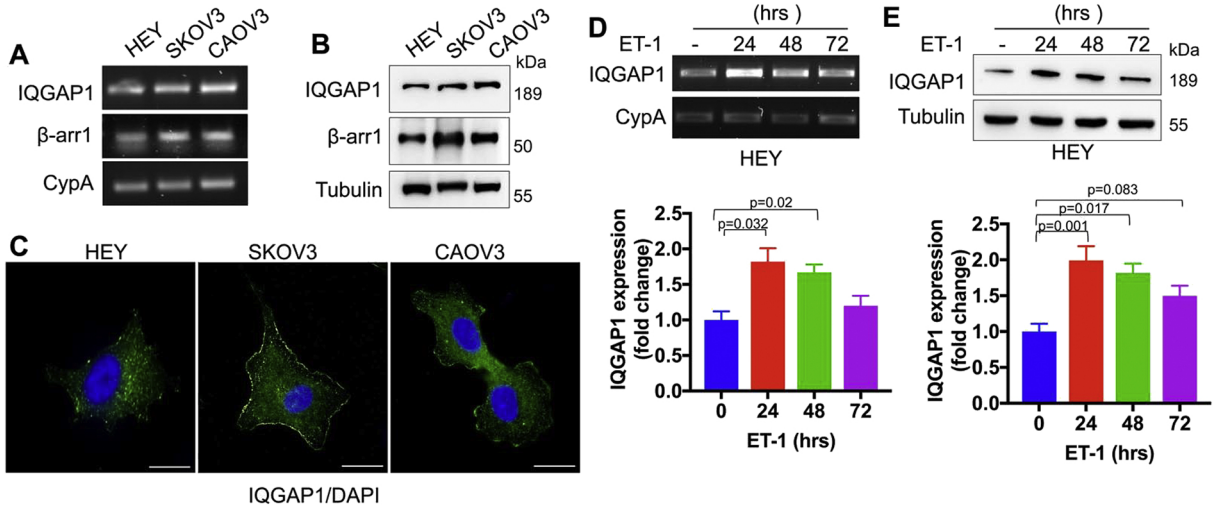 A
HEY SKOV3 CAOV3
IQGAP1
β-arr1
CypA
B
HEY SKOV3 CAOV3
kDa
IQGAP1 189
β-arr1 50
Tubulin 55
C
HEY SKOV3 CAOV3
IQGAP1/DAPI
D
(hrs )
ET-1 - 24 48 72
IQGAP1
CypA
HEY
p=0.02
p=0.032
IQGAP1 expression
(fold change)
2.5
2.0
1.5
1.0
0.5
0.0
0 24 48 72
ET-1 (hrs)
E
(hrs )
ET-1 - 24 48 72 kDa
IQGAP1 189
Tubulin 55
HEY
p=0.083
p=0.017
p=0.001
IQGAP1 expression
(fold change)
2.5
2.0
1.5
1.0
0.5
0.0
0 24 48 72
ET-1 (hrs)